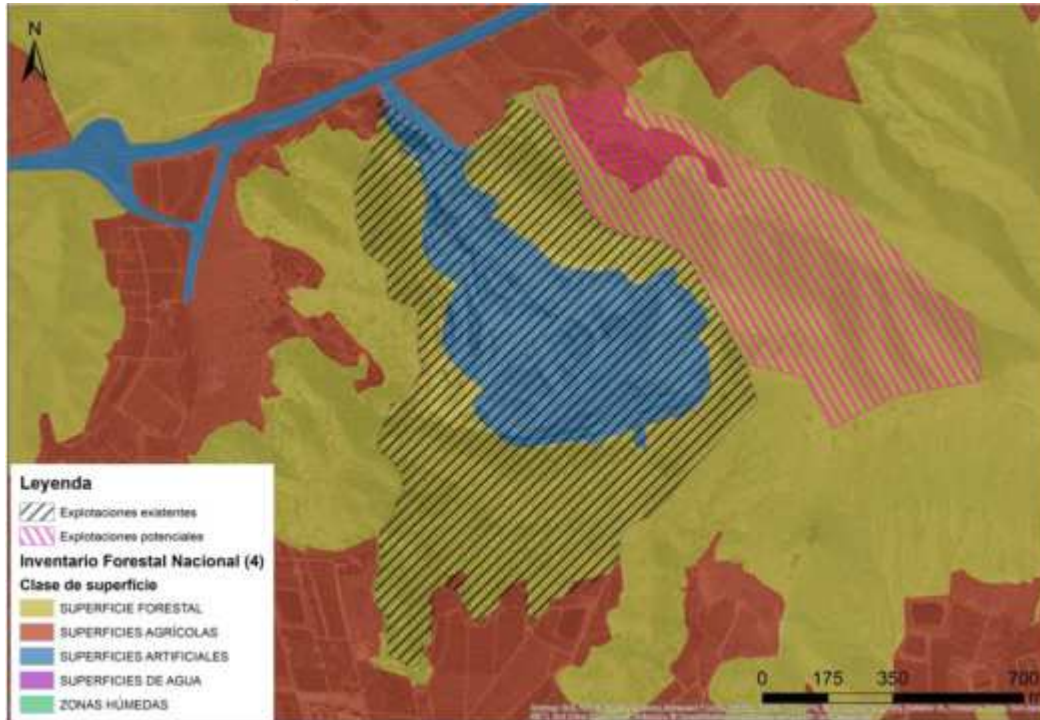 N
Leyenda
Explotaciones existentes
Explotaciones potenciales
Inventario Forestal Nacional (4)
Clase de superficie
SUPERFICIE FORESTAL
SUPERFICIES AGRÍCOLAS
SUPERFICIES ARTIFICIALES
SUPERFICIES DE AGUA
ZONAS HÚMEDAS
0 175 350 700